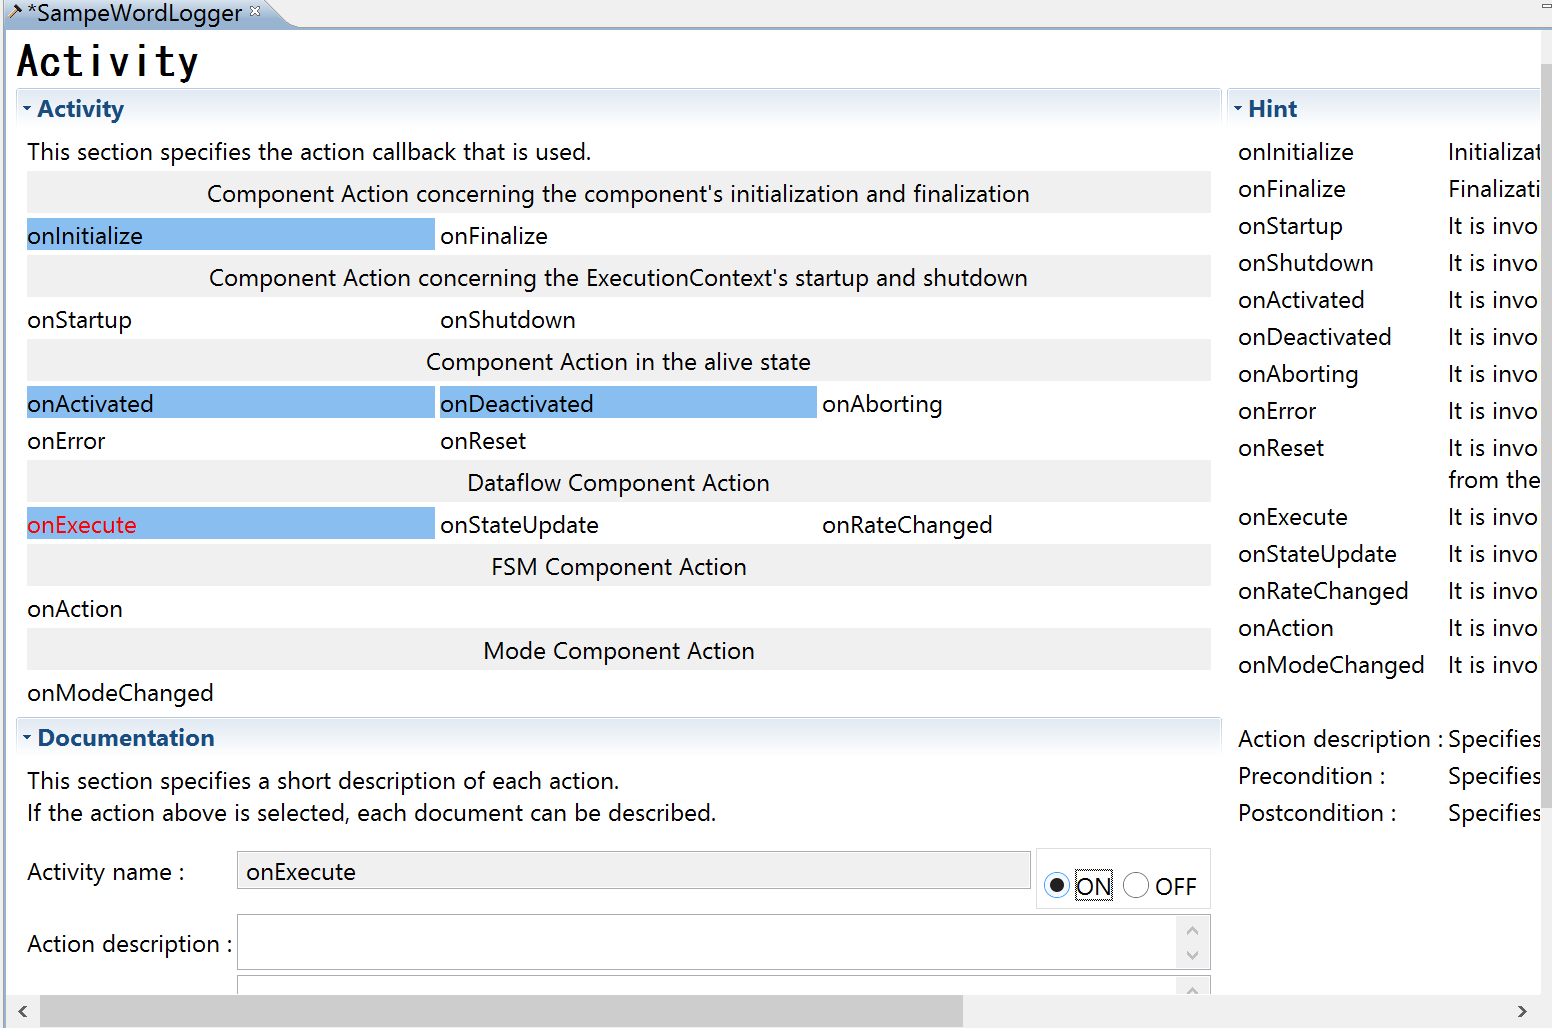 *SampeWordLogger
Activity
Activity
This section specifies the action callback that is used.
Component Action concerning the component's initialization and finalization
onInitialize onFinalize
Component Action concerning the ExecutionContext's startup and shutdown
onStartup onShutdown
Component Action in the alive state
onActivated onDeactivated onAborting
onError onReset
Dataflow Component Action
onExecute onStateUpdate onRateChanged
FSM Component Action
onAction
Mode Component Action
onModeChanged
Documentation
This section specifies a short description of each action.
If the action above is selected, each document can be described.
Activity name : onExecute ON OFF
Action description :
Hint
onInitialize Initializat
onFinalize Finalizati
onStartup It is invo
onShutdown It is invo
onActivated It is invo
onDeactivated It is invo
onAborting It is invo
onError It is invo
onReset It is invo
from the
onExecute It is invo
onStateUpdate It is invo
onRateChanged It is invo
onAction It is invo
onModeChanged It is invo
Action description : Specifies
Precondition : Specifies
Postcondition : Specifies